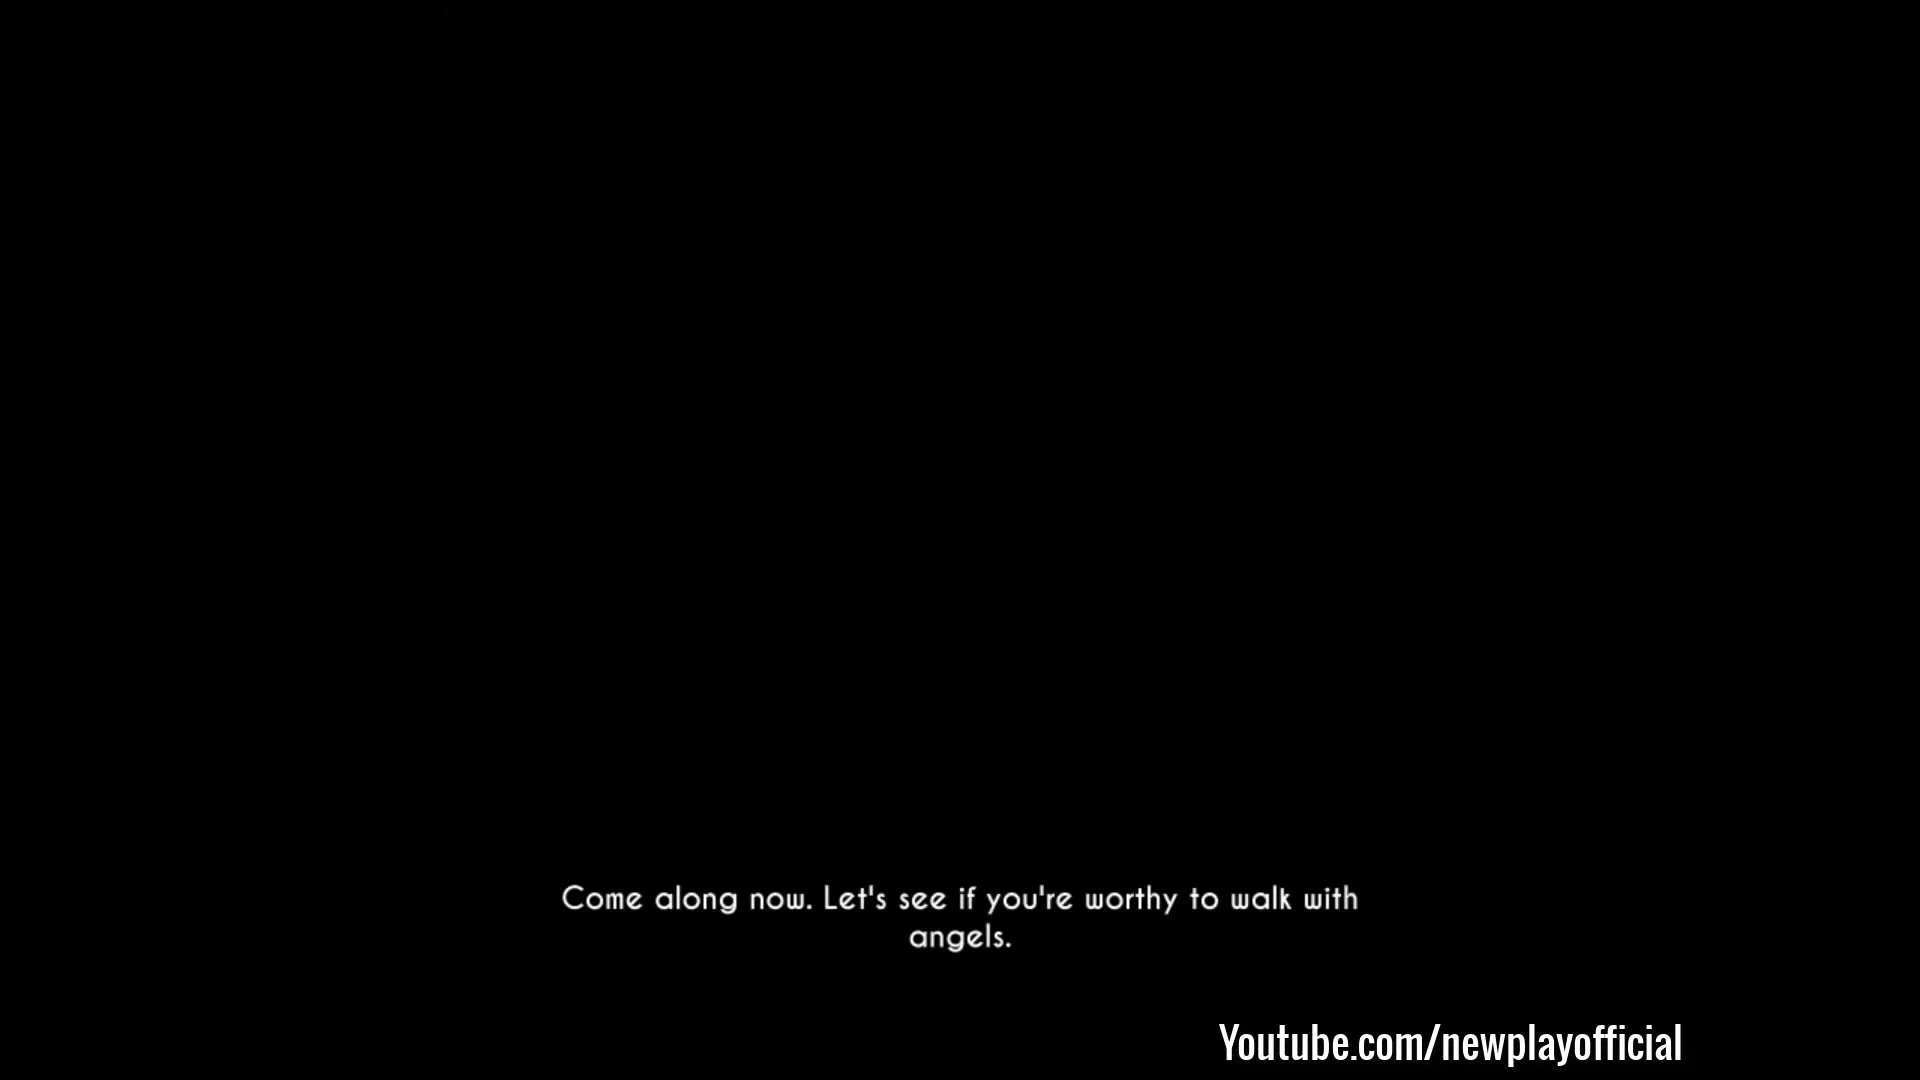 Come along now. Let's see if you're worthy to walk with
angels.
Youtube.com/newplayofficial